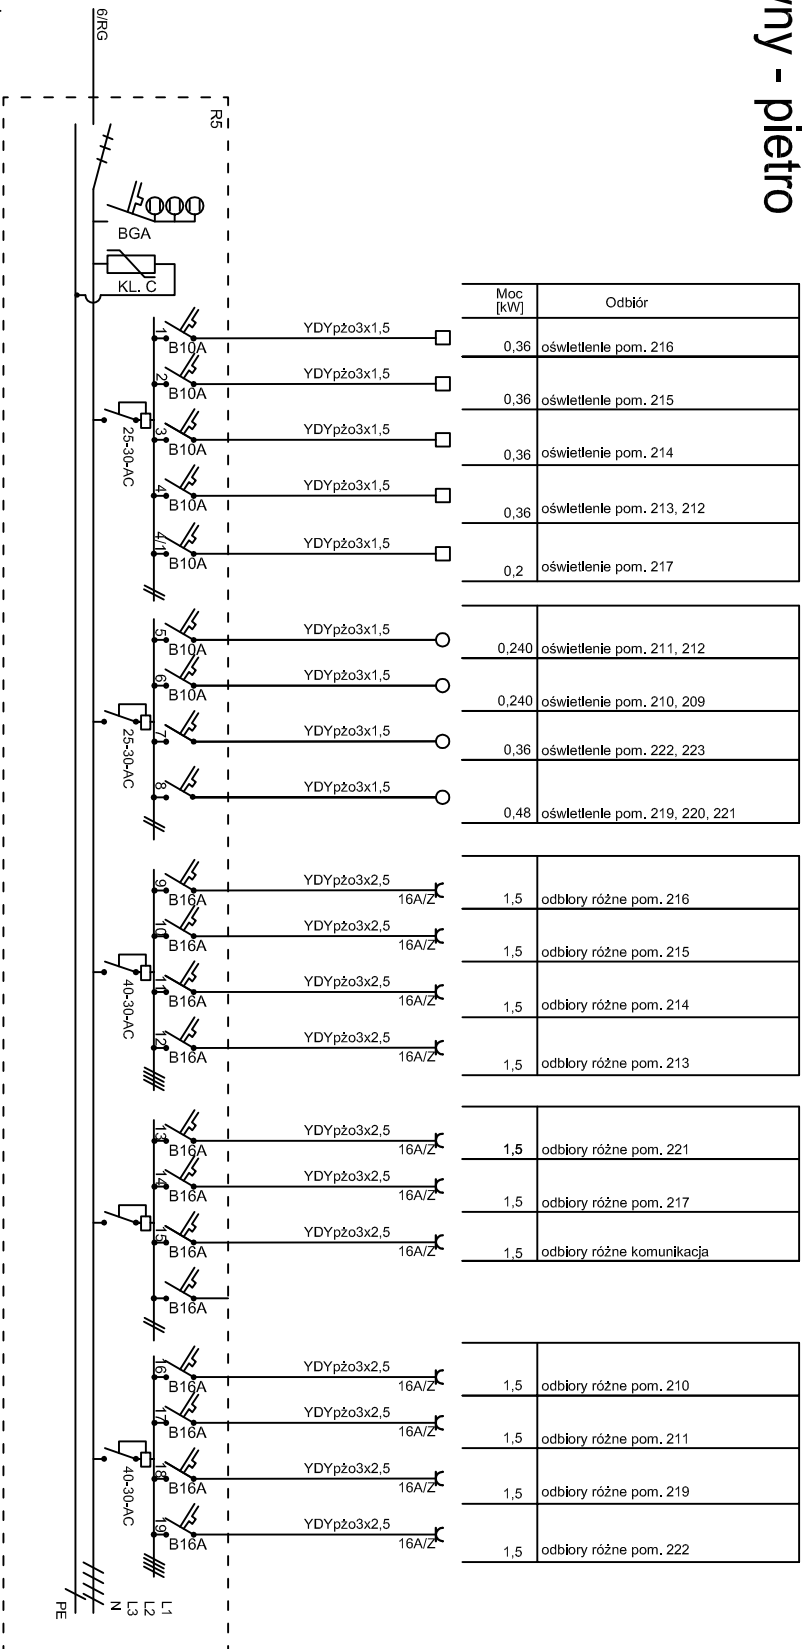 wny - pietro
6/RG
R5
BGA
KL. C
Moc [kW] Odbiór
1 B10A YDYpżo3x1,5 0,36 oświetlenie pom. 216
2 B10A YDYpżo3x1,5 0,36 oświetlenie pom. 215
3 B10A YDYpżo3x1,5 0,36 oświetlenie pom. 214
25-30-AC
4 B10A YDYpżo3x1,5 0,36 oświetlenie pom. 213, 212
4/1 B10A YDYpżo3x1,5 0,2 oświetlenie pom. 217
5 B10A YDYpżo3x1,5 0,240 oświetlenie pom. 211, 212
6 B10A YDYpżo3x1,5 0,240 oświetlenie pom. 210, 209
25-30-AC
7 YDYpżo3x1,5 0,36 oświetlenie pom. 222, 223
8 YDYpżo3x1,5 0,48 oświetlenie pom. 219, 220, 221
9 B16A YDYpżo3x2,5 16A/Z 1,5 odbiory różne pom. 216
10 B16A YDYpżo3x2,5 16A/Z 1,5 odbiory różne pom. 215
11 B16A YDYpżo3x2,5 16A/Z 1,5 odbiory różne pom. 214
40-30-AC
12 B16A YDYpżo3x2,5 16A/Z 1,5 odbiory różne pom. 213
13 B16A YDYpżo3x2,5 16A/Z 1,5 odbiory różne pom. 221
14 B16A YDYpżo3x2,5 16A/Z 1,5 odbiory różne pom. 217
15 B16A YDYpżo3x2,5 16A/Z 1,5 odbiory różne komunikacja
B16A
16 B16A YDYpżo3x2,5 16A/Z 1,5 odbiory różne pom. 210
17 B16A YDYpżo3x2,5 16A/Z 1,5 odbiory różne pom. 211
18 B16A YDYpżo3x2,5 16A/Z 1,5 odbiory różne pom. 219
40-30-AC
19 B16A YDYpżo3x2,5 16A/Z 1,5 odbiory różne pom. 222
L1
L2
L3
N
PE